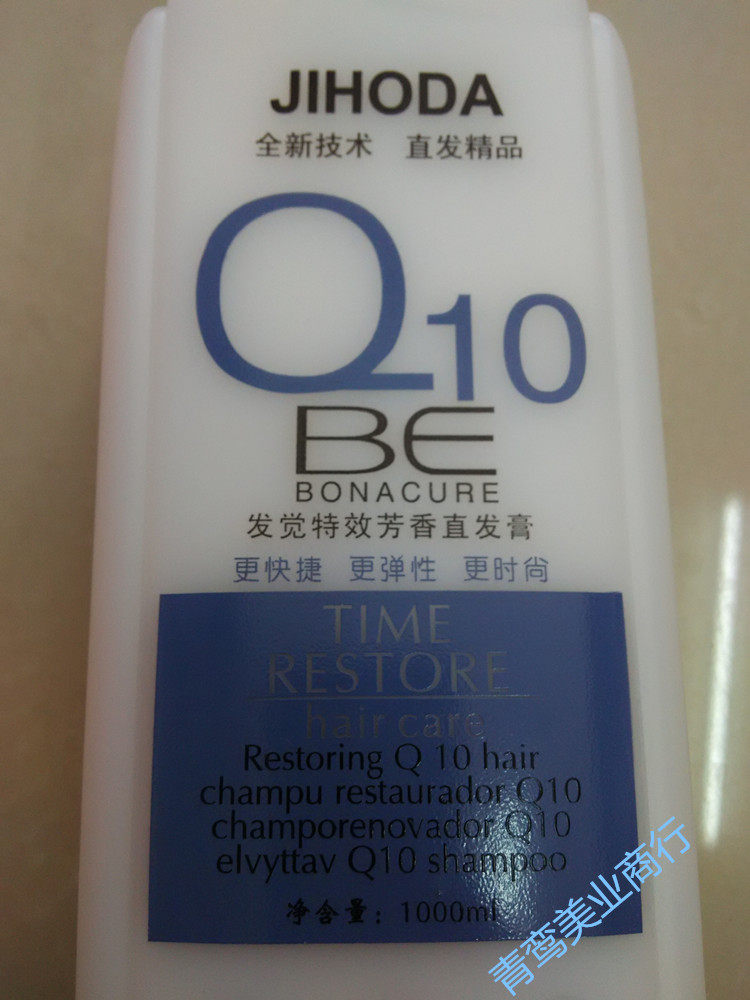 JIHODA
全新技术 直发精品
Q10
BE
BONACURE
发觉特效芳香直发膏
更快捷 更弹性 更时尚
TIME
RESTORE
hair care
Restoring Q 10 hair
champu restaurador Q10
champorenovador Q10
elvyttav Q10 shampoo
净含量：1000ml
青鸾美业商行